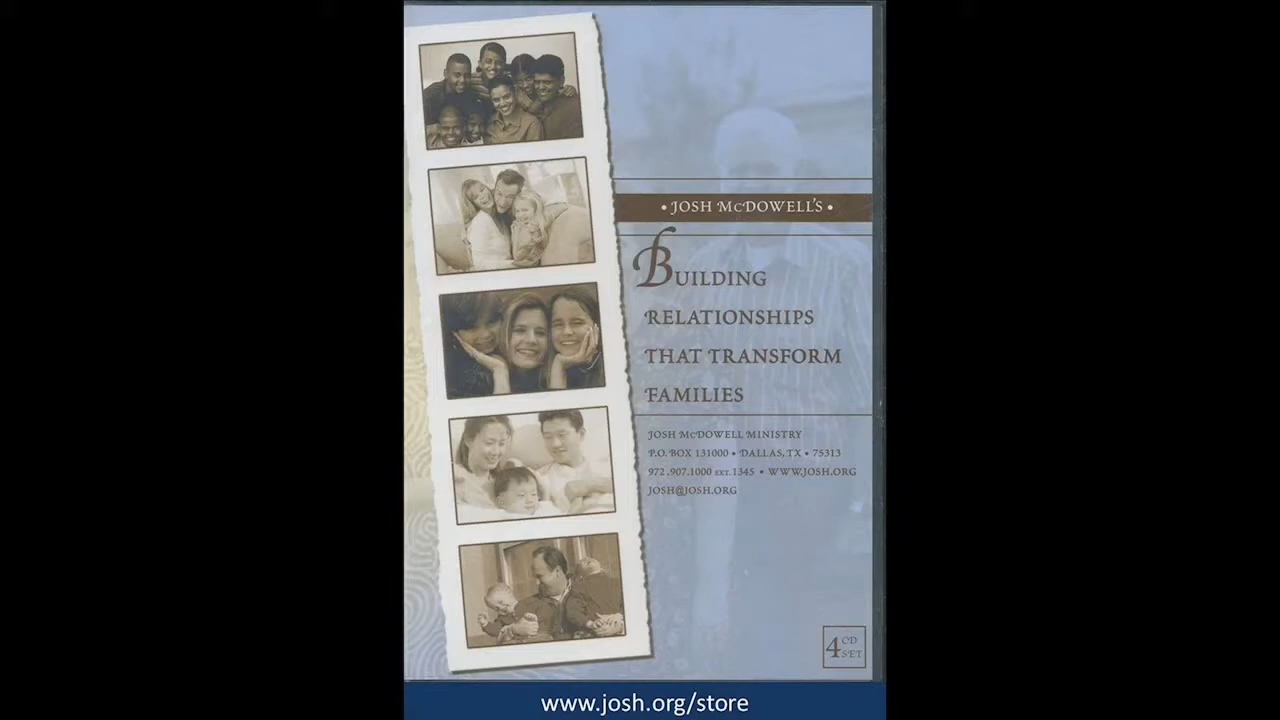 • JOSH McDOWELL'S •
BUILDING
RELATIONSHIPS
THAT TRANSFORM
FAMILIES
JOSH McDOWELL MINISTRY
P.O. BOX 131000 • DALLAS, TX • 75313
972.907.1000 EXT. 1345 • WWW.JOSH.ORG
JOSH@JOSH.ORG
4 CD
SET
www.josh.org/store